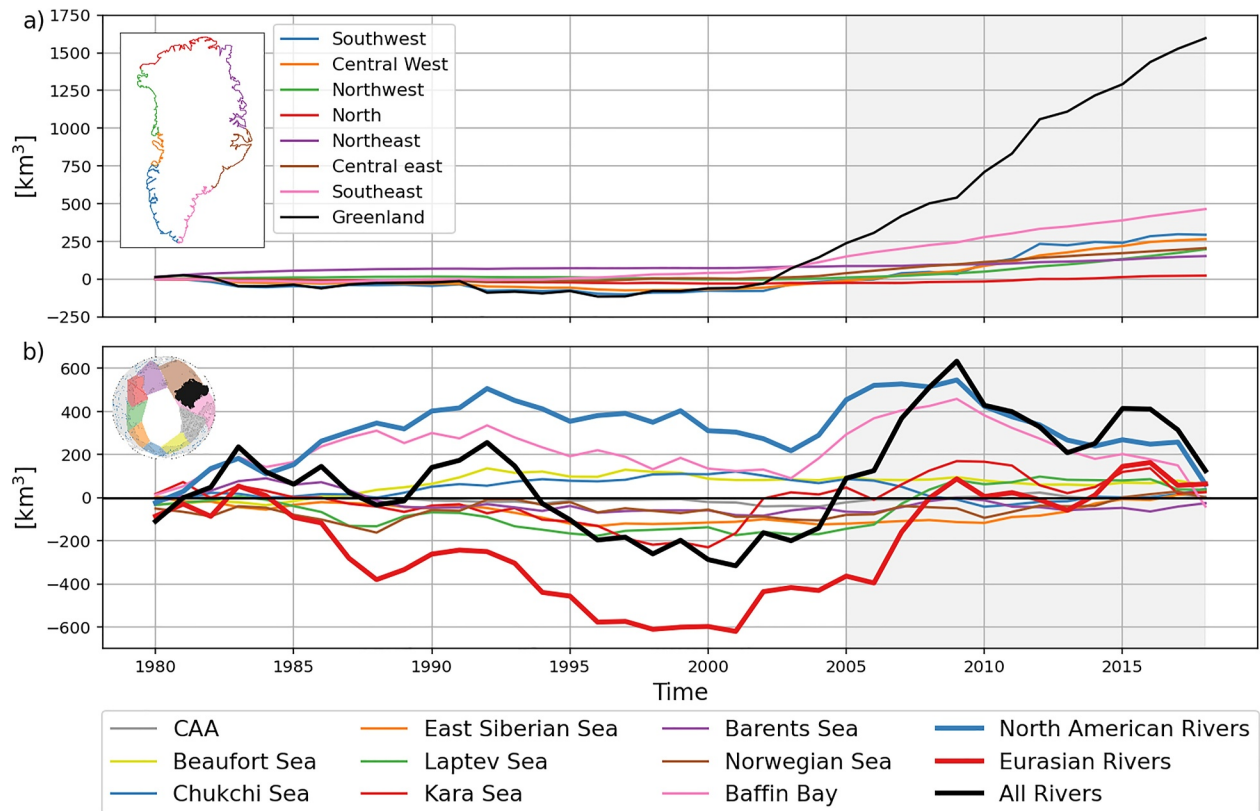 a)
1750
1500
1250
1000
750
500
250
0
−250
[km³]
Southwest
Central West
Northwest
North
Northeast
Central east
Southeast
Greenland
b)
600
400
200
0
−200
−400
−600
[km³]
1980 1985 1990 1995 2000 2005 2010 2015
Time
CAA East Siberian Sea Barents Sea North American Rivers
Beaufort Sea Laptev Sea Norwegian Sea Eurasian Rivers
Chukchi Sea Kara Sea Baffin Bay All Rivers